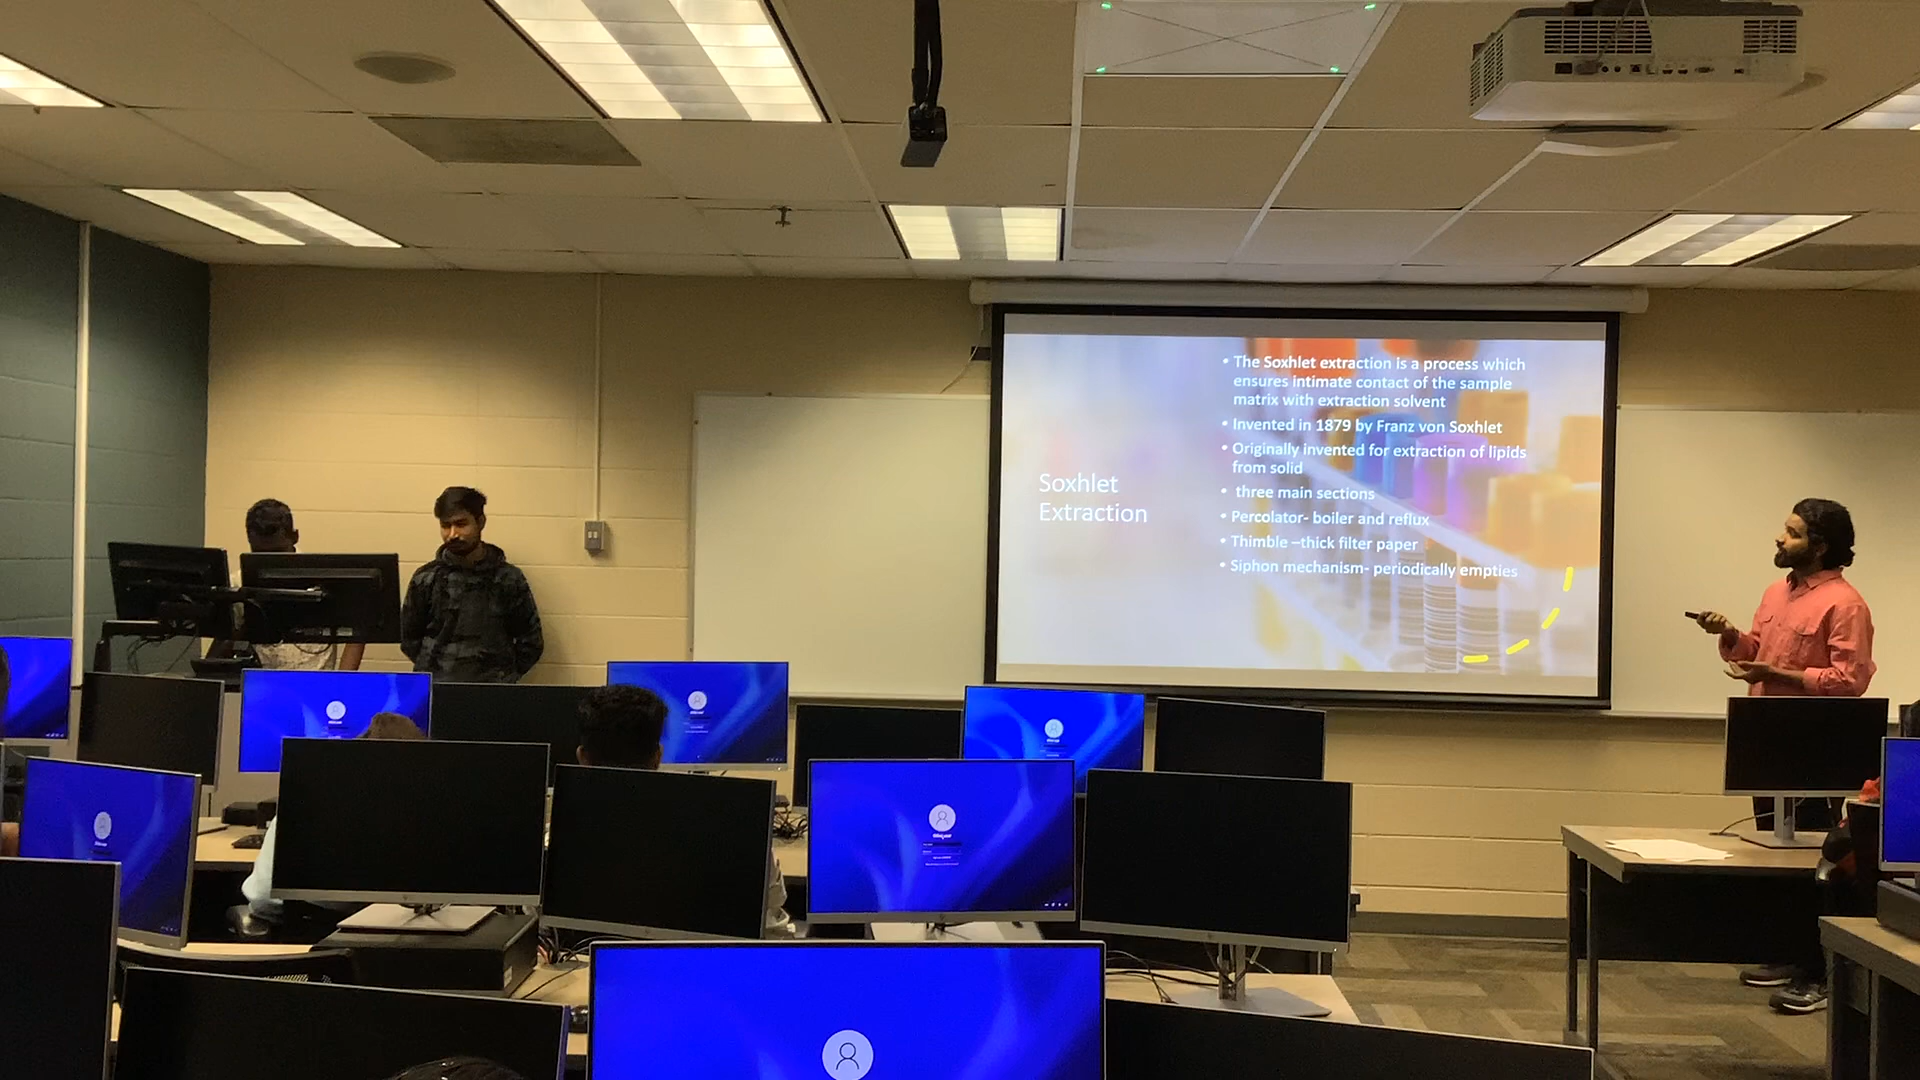 Soxhlet
Extraction
• The Soxhlet extraction is a process which
ensures intimate contact of the sample
matrix with extraction solvent
• Invented in 1879 by Franz von Soxhlet
• Originally invented for extraction of lipids
from solid
• three main sections
• Percolator- boiler and reflux
• Thimble –thick filter paper
• Siphon mechanism- periodically empties